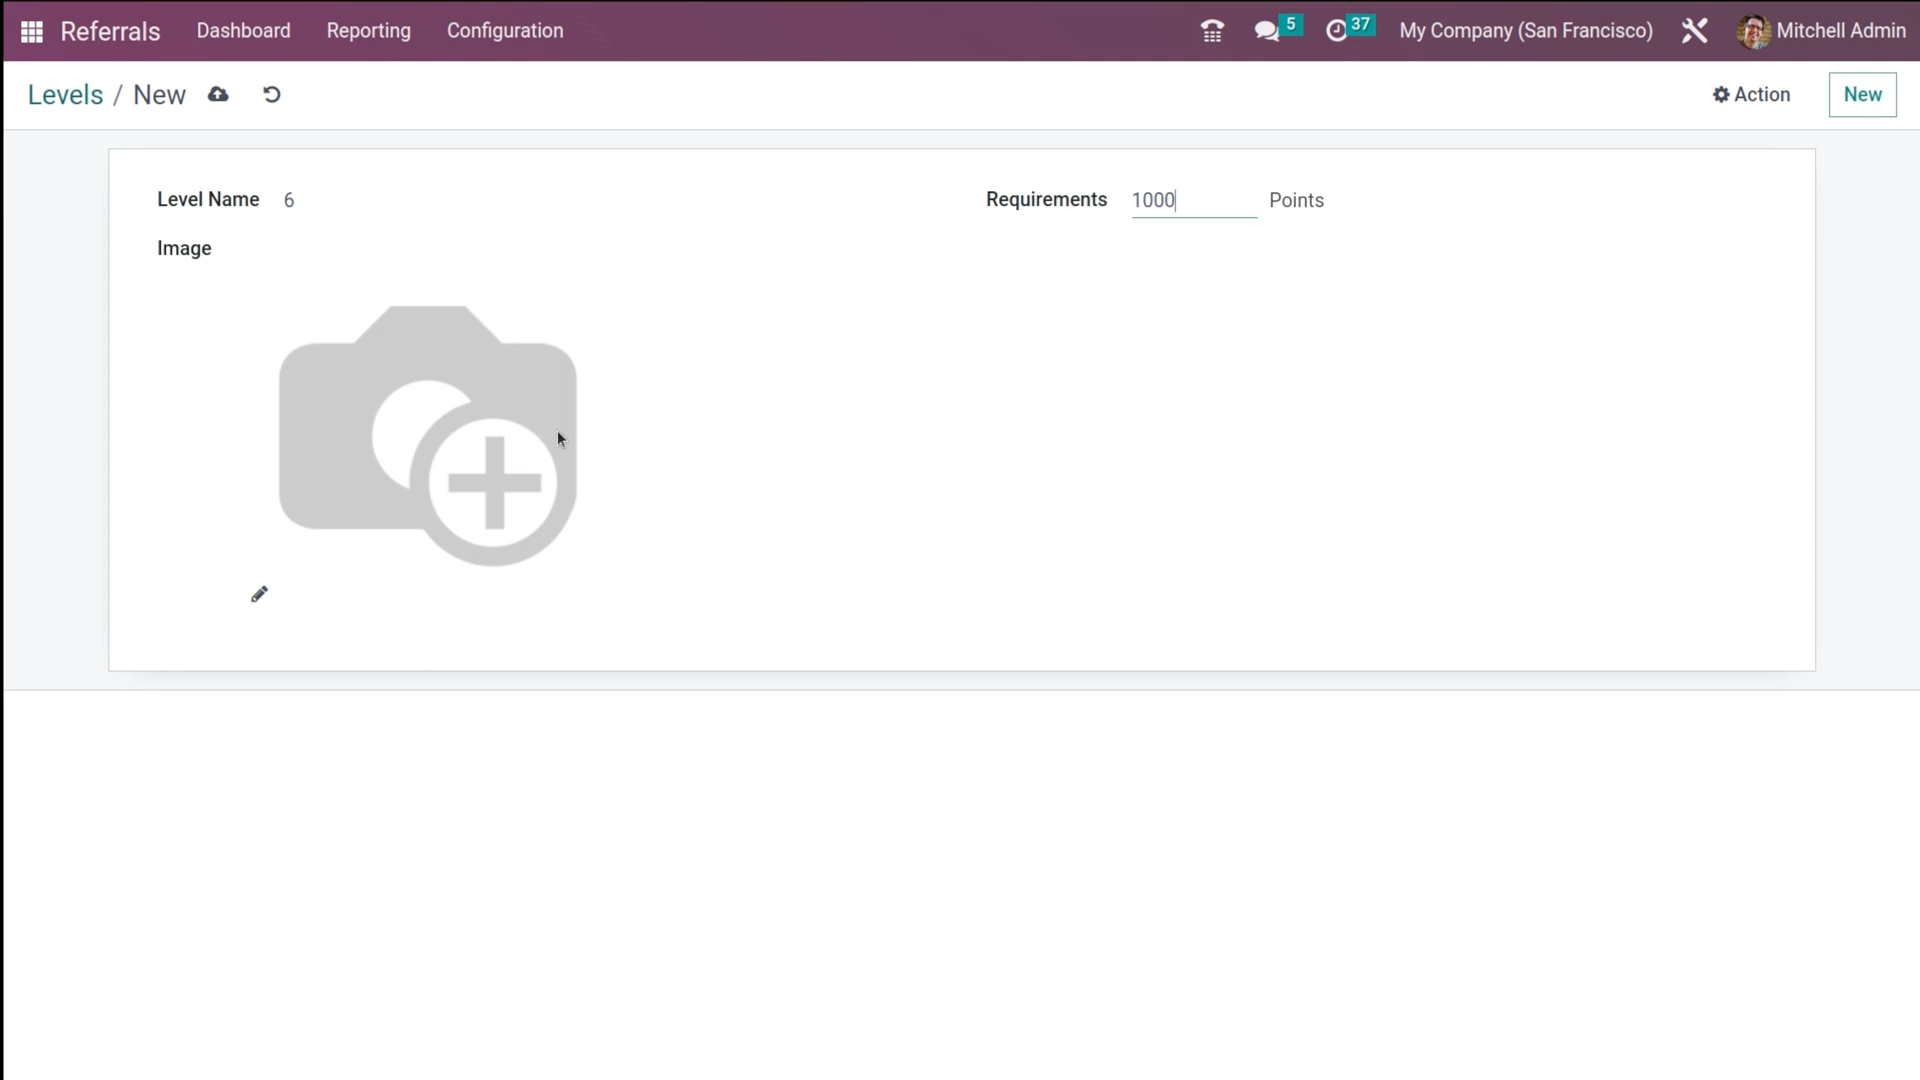 Referrals Dashboard Reporting Configuration 5 37 My Company (San Francisco) Mitchell Admin
Levels / New Action New
Level Name 6 Requirements 1000 Points
Image